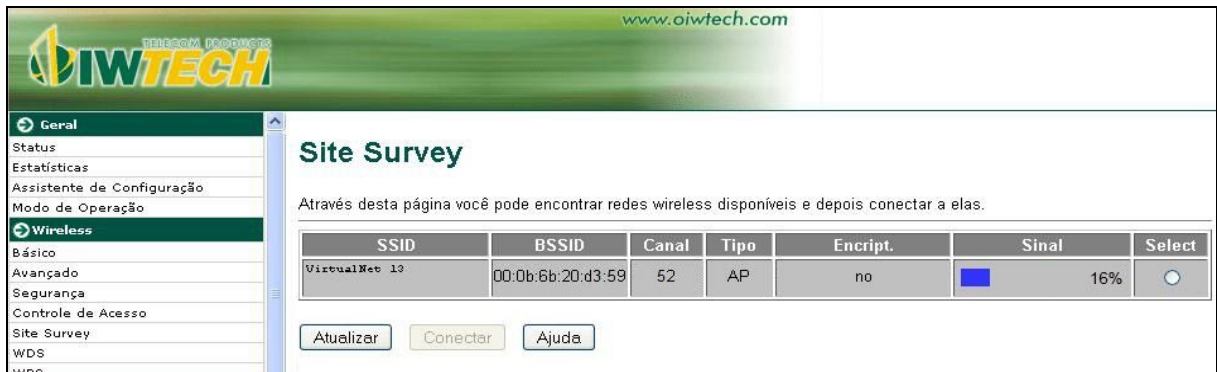 www.oiwtech.com
TELECOM PRODUCTS
OIWTECH
Geral
Status
Estatísticas
Assistente de Configuração
Modo de Operação
Wireless
Básico
Avançado
Segurança
Controle de Acesso
Site Survey
WDS
WPS
Site Survey
Através desta página você pode encontrar redes wireless disponíveis e depois conectar a elas.
SSID BSSID Canal Tipo Encript. Sinal Select
VirtualNet 13 00:0b:6b:20:d3:59 52 AP no 16%
Atualizar Conectar Ajuda